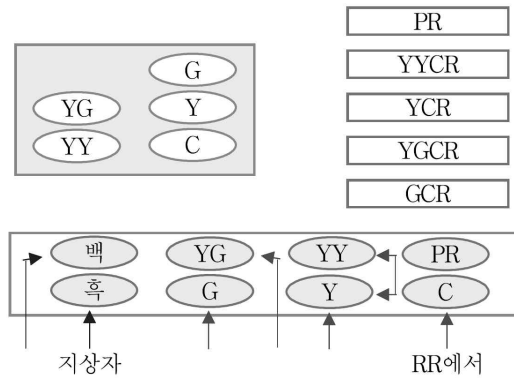 G
YG Y
YY C
PR
YYCR
YCR
YGCR
GCR
백 YG YY PR
흑 G Y C
지상자 RR에서